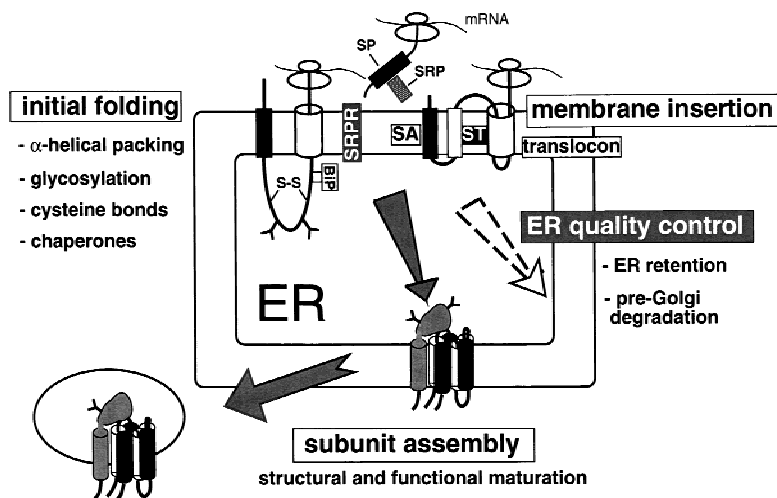 mRNA
SP
SRP
initial folding
- α-helical packing
- glycosylation
- cysteine bonds
- chaperones
SRPR
SA
ST
membrane insertion
translocon
S-S
BiP
ER quality control
- ER retention
- pre-Golgi
degradation
ER
subunit assembly
structural and functional maturation